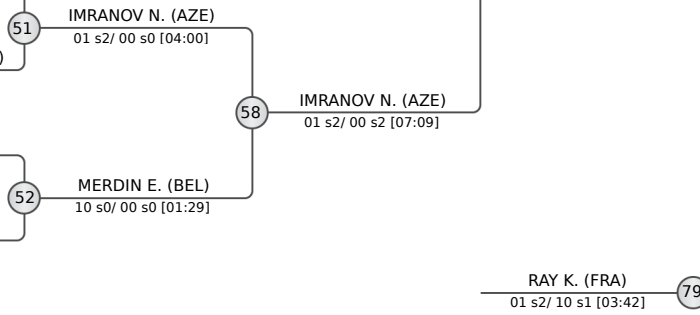 51
IMRANOV N. (AZE)
01 s2/ 00 s0 [04:00]
)
58
IMRANOV N. (AZE)
01 s2/ 00 s2 [07:09]
52
MERDIN E. (BEL)
10 s0/ 00 s0 [01:29]
RAY K. (FRA)
01 s2/ 10 s1 [03:42]
79